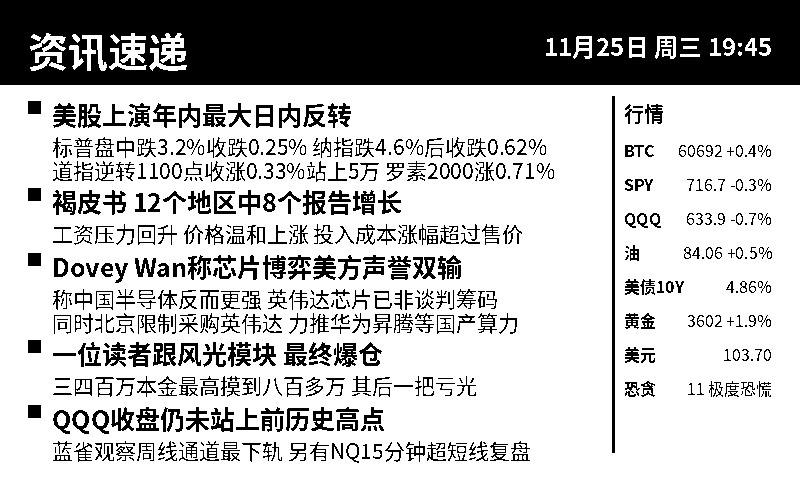 资讯速递
11月25日 周三 19:45
美股上演年内最大日内反转
标普盘中跌3.2%收跌0.25% 纳指跌4.6%后收跌0.62%
道指逆转1100点收涨0.33%站上5万 罗素2000涨0.71%
褐皮书 12个地区中8个报告增长
工资压力回升 价格温和上涨 投入成本涨幅超过售价
Dovey Wan称芯片博弈美方声誉双输
称中国半导体反而更强 英伟达芯片已非谈判筹码
同时北京限制采购英伟达 力推华为昇腾等国产算力
一位读者跟风光模块 最终爆仓
三四百万本金最高摸到八百多万 其后一把亏光
QQQ收盘仍未站上前历史高点
蓝雀观察周线通道最下轨 另有NQ15分钟超短线复盘
行情
BTC 60692 +0.4%
SPY 716.7 -0.3%
QQQ 633.9 -0.7%
油 84.06 +0.5%
美债10Y 4.86%
黄金 3602 +1.9%
美元 103.70
恐贪 11 极度恐慌